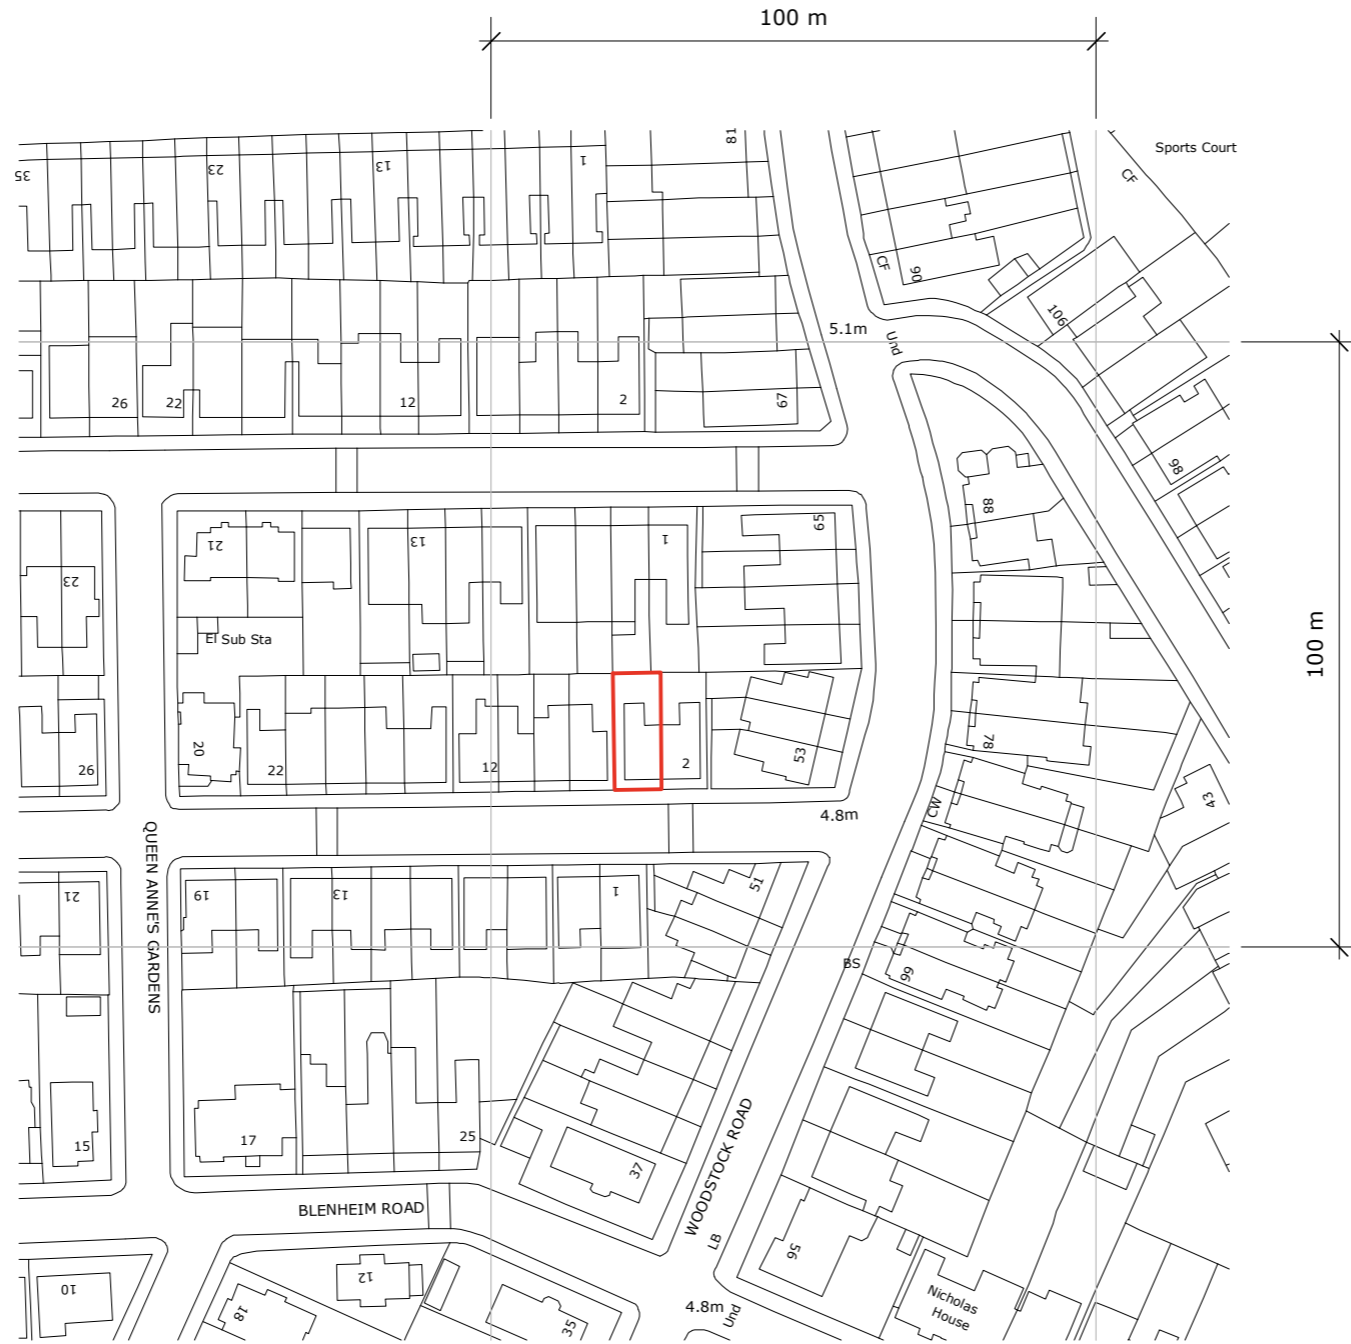 100 m
Sports Court
CF
81
35
23
13
1
CF
90
106
5.1m
Und
26
22
12
2
67
98
88
21
13
1
65
23
El Sub Sta
100 m
26
20
22
12
2
53
78
43
4.8m
CW
QUEEN ANNE'S GARDENS
21
19
13
1
51
BS
66
15
17
25
37
WOODSTOCK ROAD
BLENHEIM ROAD
LB
56
10
12
18
35
4.8m
Und
Nicholas
House